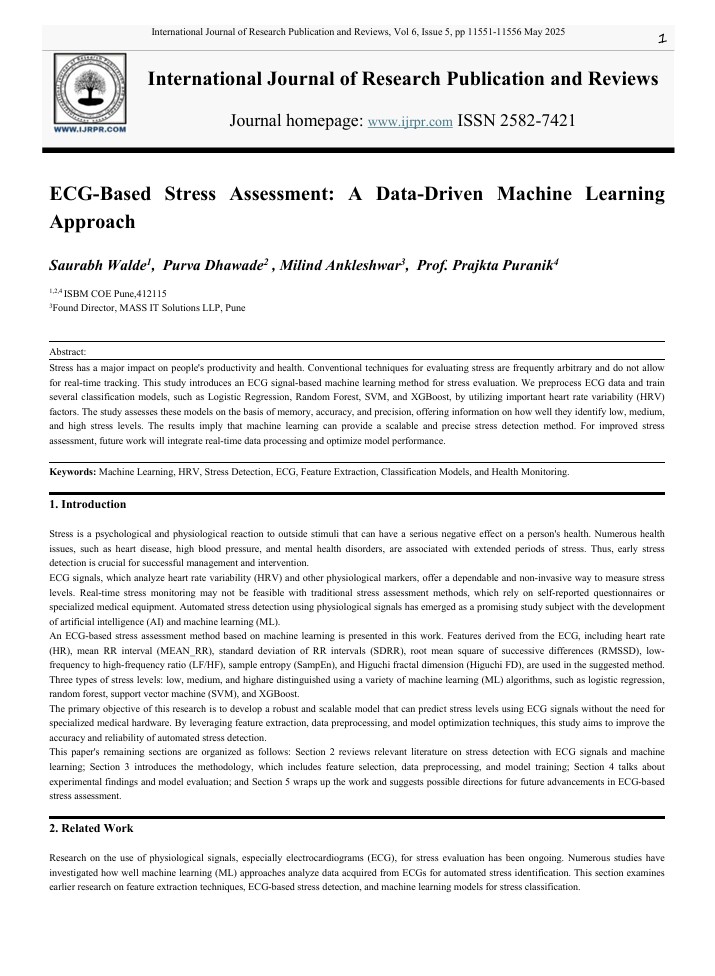 International Journal of Research Publication and Reviews, Vol 6, Issue 5, pp 11551-11556 May 2025
1
International Journal of Research Publication and Reviews
Journal homepage: www.ijrpr.com ISSN 2582-7421
WWW.IJRPR.COM
ECG-Based Stress Assessment: A Data-Driven Machine Learning
Approach
Saurabh Walde1, Purva Dhawade2 , Milind Ankleshwar3, Prof. Prajkta Puranik4
1,2,4 ISBM COE Pune,412115
3Found Director, MASS IT Solutions LLP, Pune
Abstract:
Stress has a major impact on people's productivity and health. Conventional techniques for evaluating stress are frequently arbitrary and do not allow
for real-time tracking. This study introduces an ECG signal-based machine learning method for stress evaluation. We preprocess ECG data and train
several classification models, such as Logistic Regression, Random Forest, SVM, and XGBoost, by utilizing important heart rate variability (HRV)
factors. The study assesses these models on the basis of memory, accuracy, and precision, offering information on how well they identify low, medium,
and high stress levels. The results imply that machine learning can provide a scalable and precise stress detection method. For improved stress
assessment, future work will integrate real-time data processing and optimize model performance.
Keywords: Machine Learning, HRV, Stress Detection, ECG, Feature Extraction, Classification Models, and Health Monitoring.
1. Introduction
Stress is a psychological and physiological reaction to outside stimuli that can have a serious negative effect on a person's health. Numerous health
issues, such as heart disease, high blood pressure, and mental health disorders, are associated with extended periods of stress. Thus, early stress
detection is crucial for successful management and intervention.
ECG signals, which analyze heart rate variability (HRV) and other physiological markers, offer a dependable and non-invasive way to measure stress
levels. Real-time stress monitoring may not be feasible with traditional stress assessment methods, which rely on self-reported questionnaires or
specialized medical equipment. Automated stress detection using physiological signals has emerged as a promising study subject with the development
of artificial intelligence (AI) and machine learning (ML).
An ECG-based stress assessment method based on machine learning is presented in this work. Features derived from the ECG, including heart rate
(HR), mean RR interval (MEAN_RR), standard deviation of RR intervals (SDRR), root mean square of successive differences (RMSSD), low-
frequency to high-frequency ratio (LF/HF), sample entropy (SampEn), and Higuchi fractal dimension (Higuchi FD), are used in the suggested method.
Three types of stress levels: low, medium, and highare distinguished using a variety of machine learning (ML) algorithms, such as logistic regression,
random forest, support vector machine (SVM), and XGBoost.
The primary objective of this research is to develop a robust and scalable model that can predict stress levels using ECG signals without the need for
specialized medical hardware. By leveraging feature extraction, data preprocessing, and model optimization techniques, this study aims to improve the
accuracy and reliability of automated stress detection.
This paper's remaining sections are organized as follows: Section 2 reviews relevant literature on stress detection with ECG signals and machine
learning; Section 3 introduces the methodology, which includes feature selection, data preprocessing, and model training; Section 4 talks about
experimental findings and model evaluation; and Section 5 wraps up the work and suggests possible directions for future advancements in ECG-based
stress assessment.
2. Related Work
Research on the use of physiological signals, especially electrocardiograms (ECG), for stress evaluation has been ongoing. Numerous studies have
investigated how well machine learning (ML) approaches analyze data acquired from ECGs for automated stress identification. This section examines
earlier research on feature extraction techniques, ECG-based stress detection, and machine learning models for stress classification.